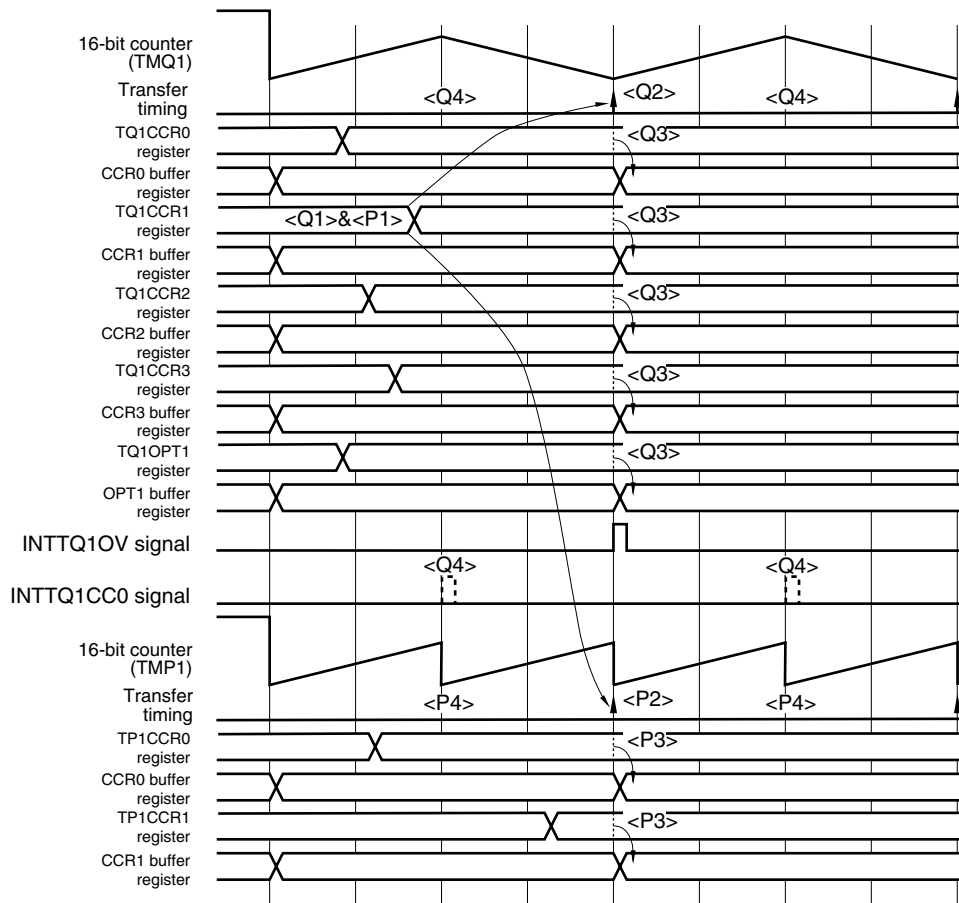 16-bit counter
(TMQ1)
Transfer
timing
<Q4>
<Q2>
<Q4>
TQ1CCR0
register
<Q3>
CCR0 buffer
register
TQ1CCR1
register
<Q1>&<P1>
<Q3>
CCR1 buffer
register
TQ1CCR2
register
<Q3>
CCR2 buffer
register
TQ1CCR3
register
<Q3>
CCR3 buffer
register
TQ1OPT1
register
<Q3>
OPT1 buffer
register
INTTQ1OV signal
<Q4>
<Q4>
INTTQ1CC0 signal
16-bit counter
(TMP1)
Transfer
timing
<P4>
<P2>
<P4>
TP1CCR0
register
<P3>
CCR0 buffer
register
TP1CCR1
register
<P3>
CCR1 buffer
register